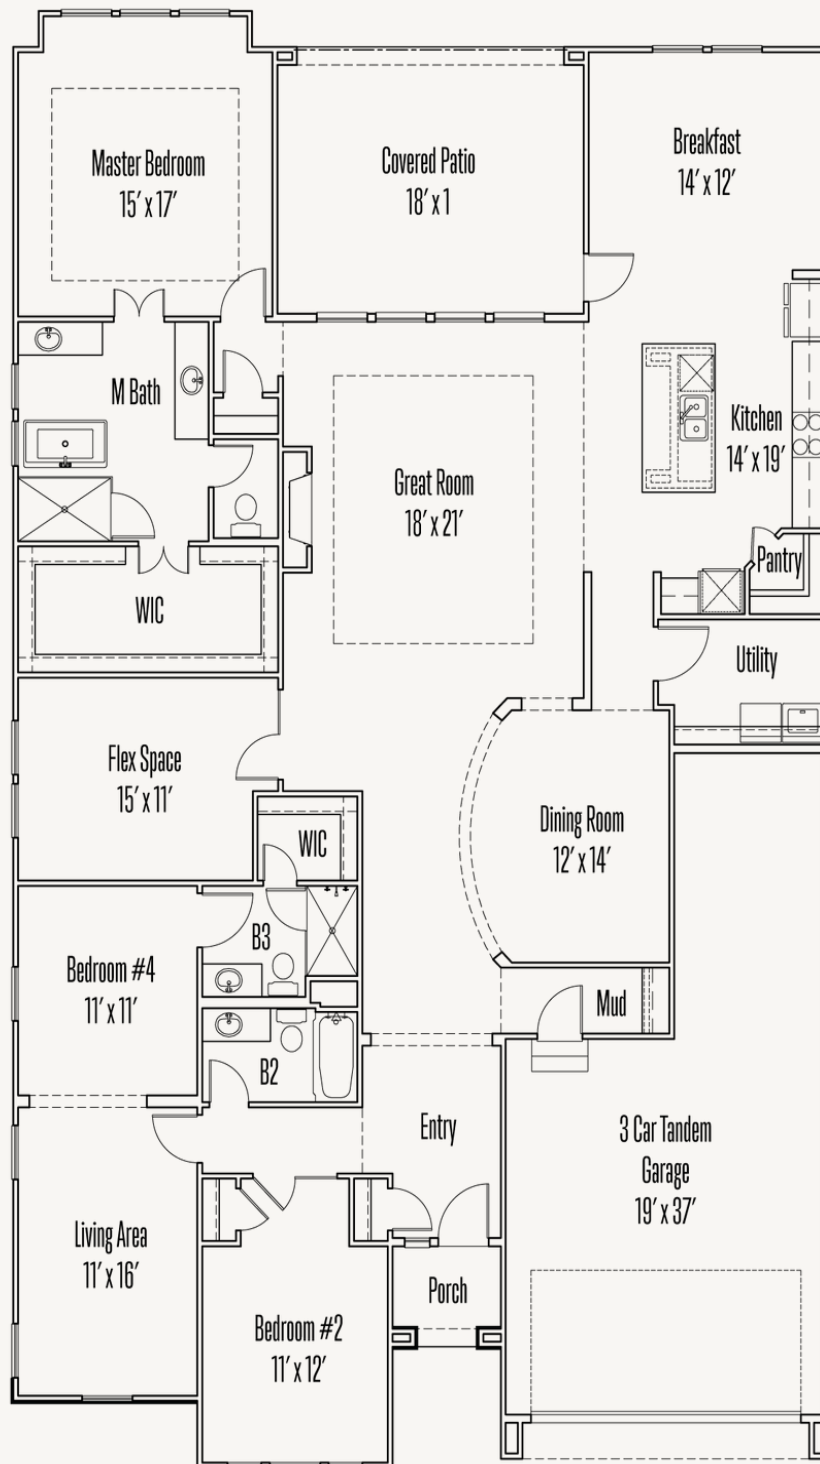 Master Bedroom
15' x 17'
Covered Patio
18' x 1
Breakfast
14' x 12'
M Bath
Great Room
18' x 21'
Kitchen
14' x 19'
Pantry
WIC
Utility
Flex Space
15' x 11'
WIC
Dining Room
12' x 14'
B3
Bedroom #4
11' x 11'
Mud
B2
Entry
3 Car Tandem
Garage
19' x 37'
Living Area
11' x 16'
Porch
Bedroom #2
11' x 12'